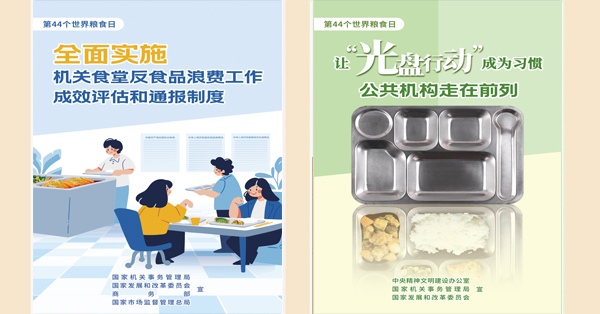 第44个世界粮食日
全面实施
机关食堂反食品浪费工作
成效评估和通报制度
国家机关事务管理局
国家发展和改革委员会
商务部
国家市场监督管理总局
宣
第44个世界粮食日
让“光盘行动”成为习惯
公共机构走在前列
中央精神文明建设办公室
国家机关事务管理局
国家发展和改革委员会
宣